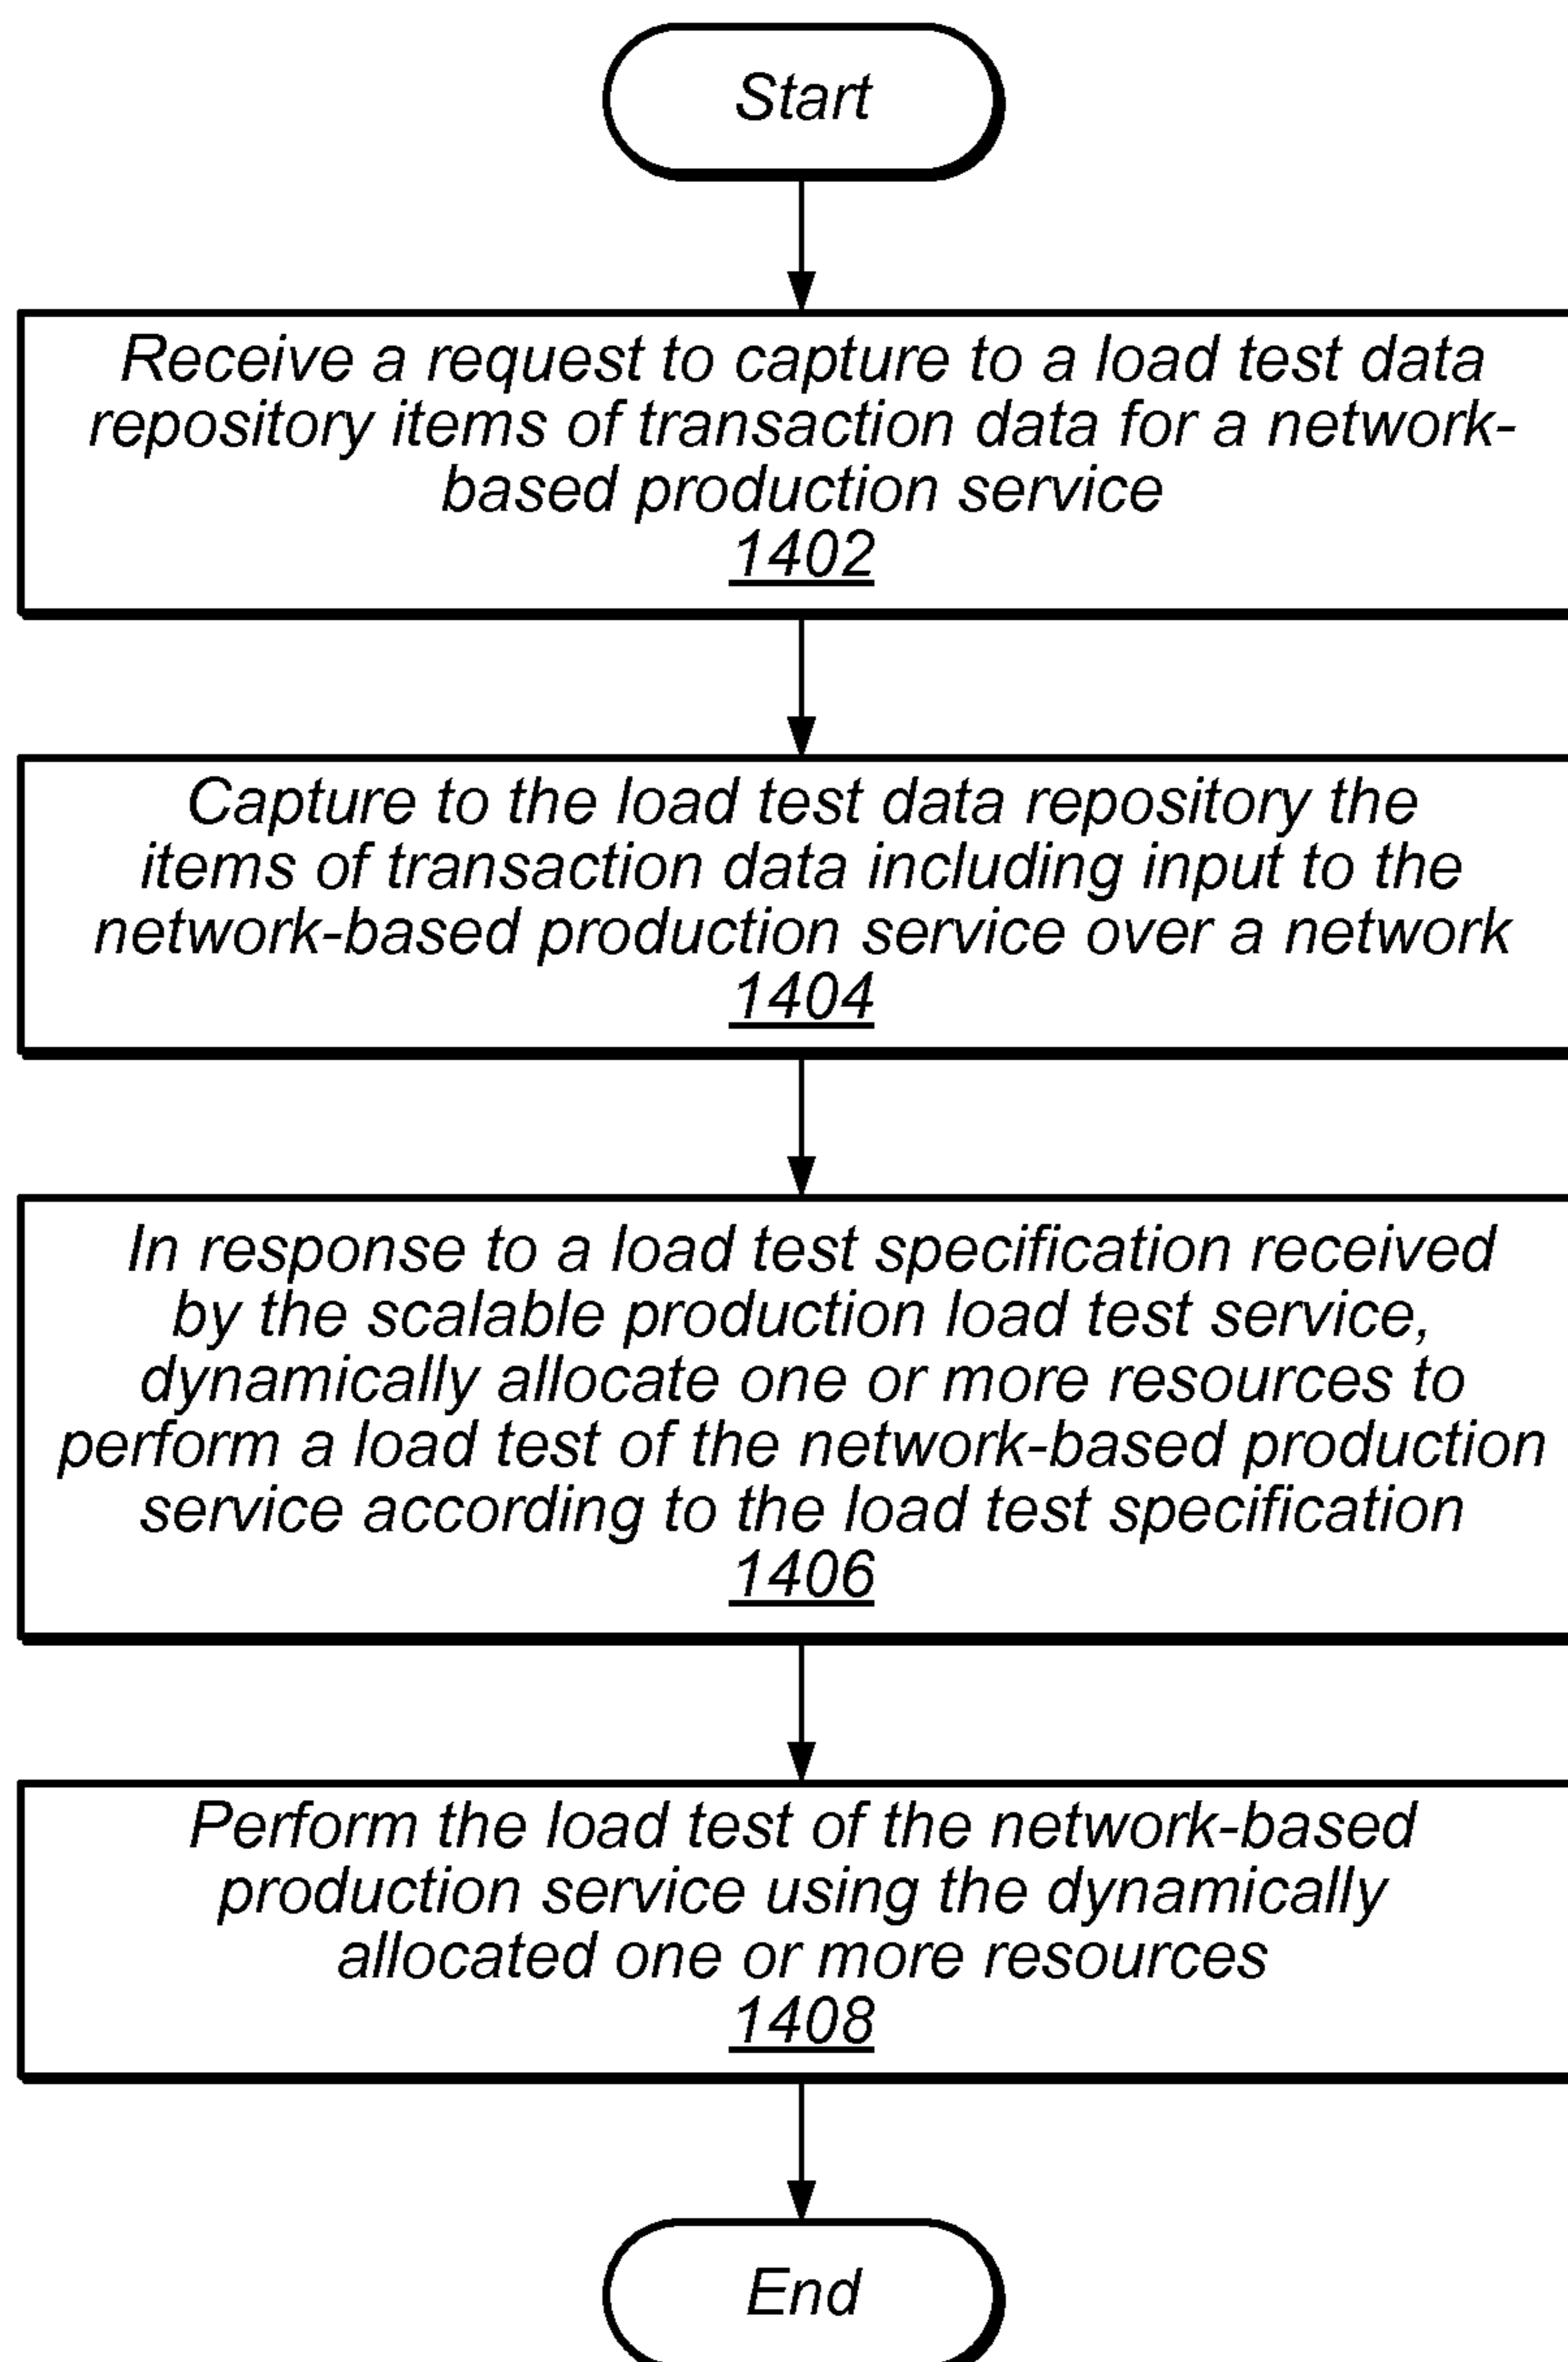 Start
Receive a request to capture to a load test data
repository items of transaction data for a network-
based production service
1402
Capture to the load test data repository the
items of transaction data including input to the
network-based production service over a network
1404
In response to a load test specification received
by the scalable production load test service,
dynamically allocate one or more resources to
perform a load test of the network-based production
service according to the load test specification
1406
Perform the load test of the network-based
production service using the dynamically
allocated one or more resources
1408
End